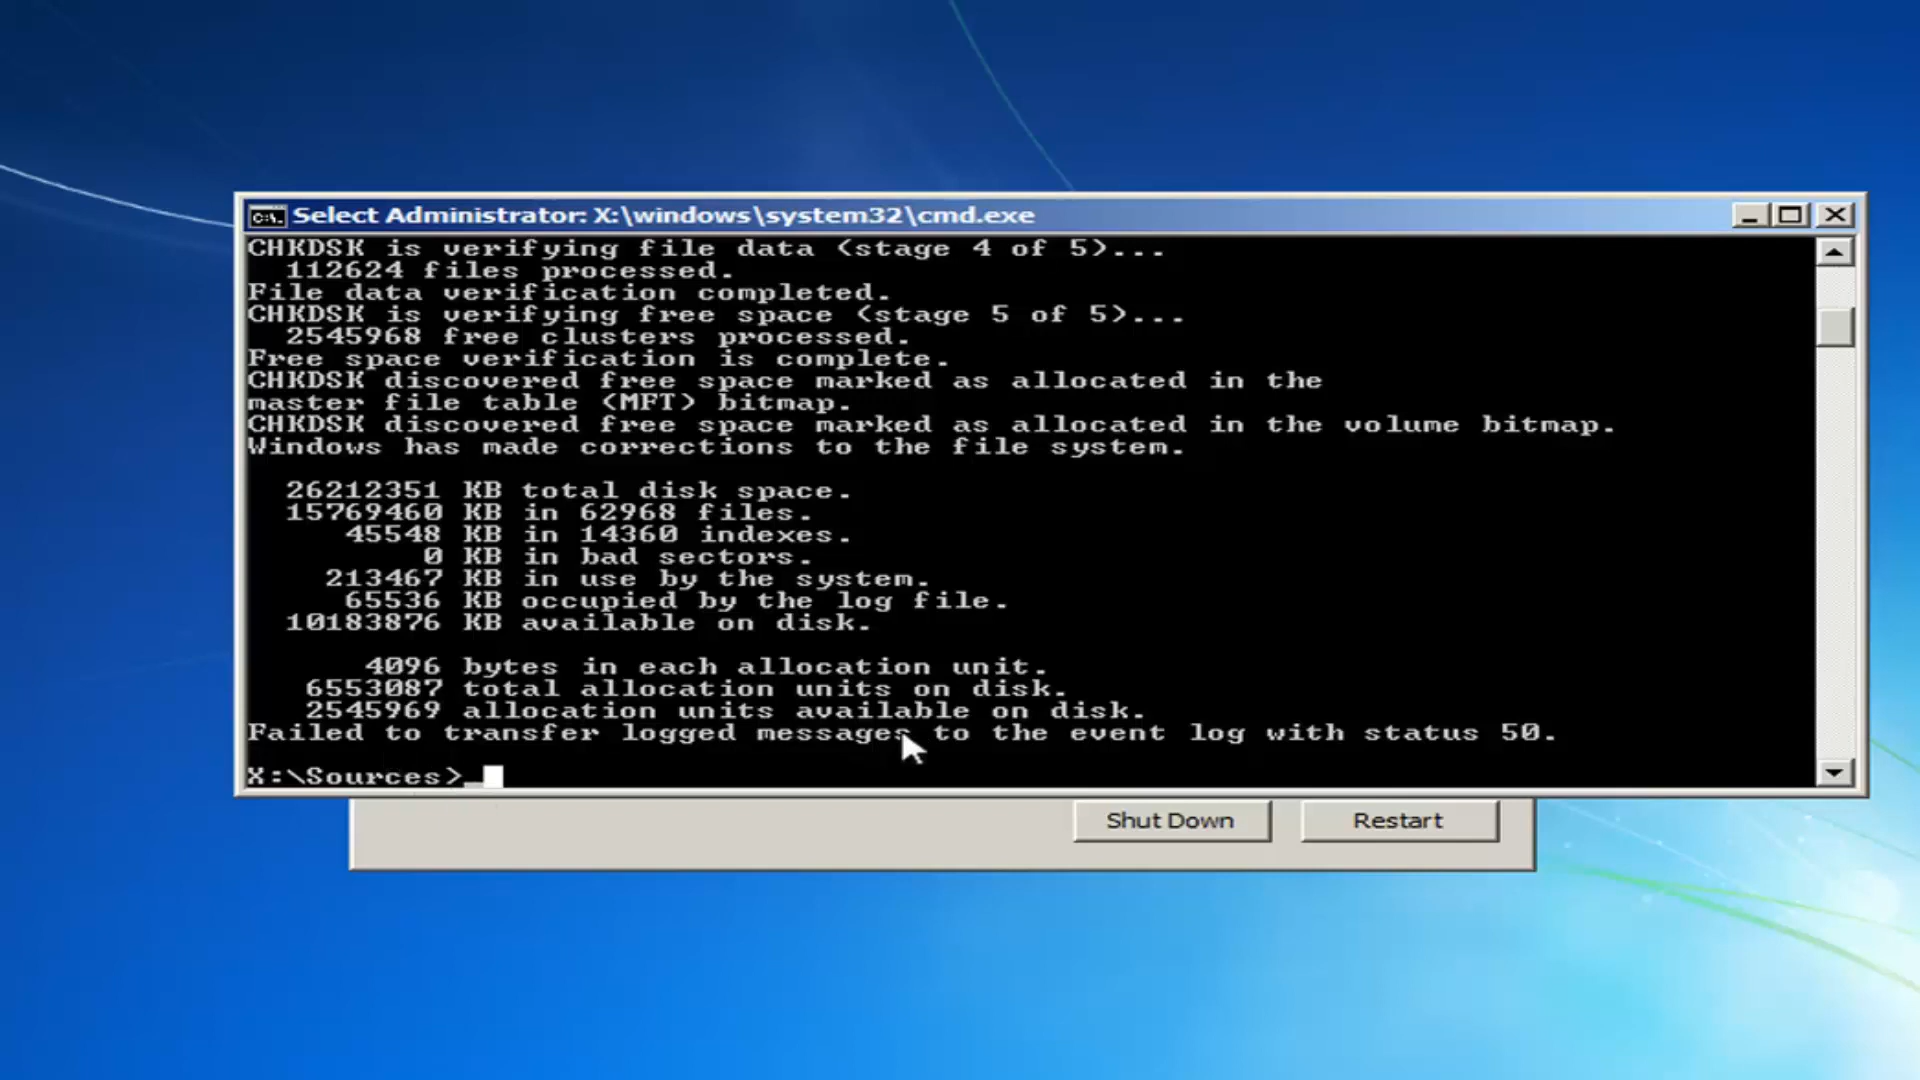 C:\.
Select Administrator: X:\windows\system32\cmd.exe
CHKDSK is verifying file data (stage 4 of 5)...
112624 files processed.
File data verification completed.
CHKDSK is verifying free space (stage 5 of 5)...
2545968 free clusters processed.
Free space verification is complete.
CHKDSK discovered free space marked as allocated in the
master file table (MFT) bitmap.
CHKDSK discovered free space marked as allocated in the volume bitmap.
Windows has made corrections to the file system.
26212351 KB total disk space.
15769460 KB in 62968 files.
45548 KB in 14360 indexes.
0 KB in bad sectors.
213467 KB in use by the system.
65536 KB occupied by the log file.
10183876 KB available on disk.
4096 bytes in each allocation unit.
6553087 total allocation units on disk.
2545969 allocation units available on disk.
Failed to transfer logged messages to the event log with status 50.
X:\Sources>_
Shut Down
Restart